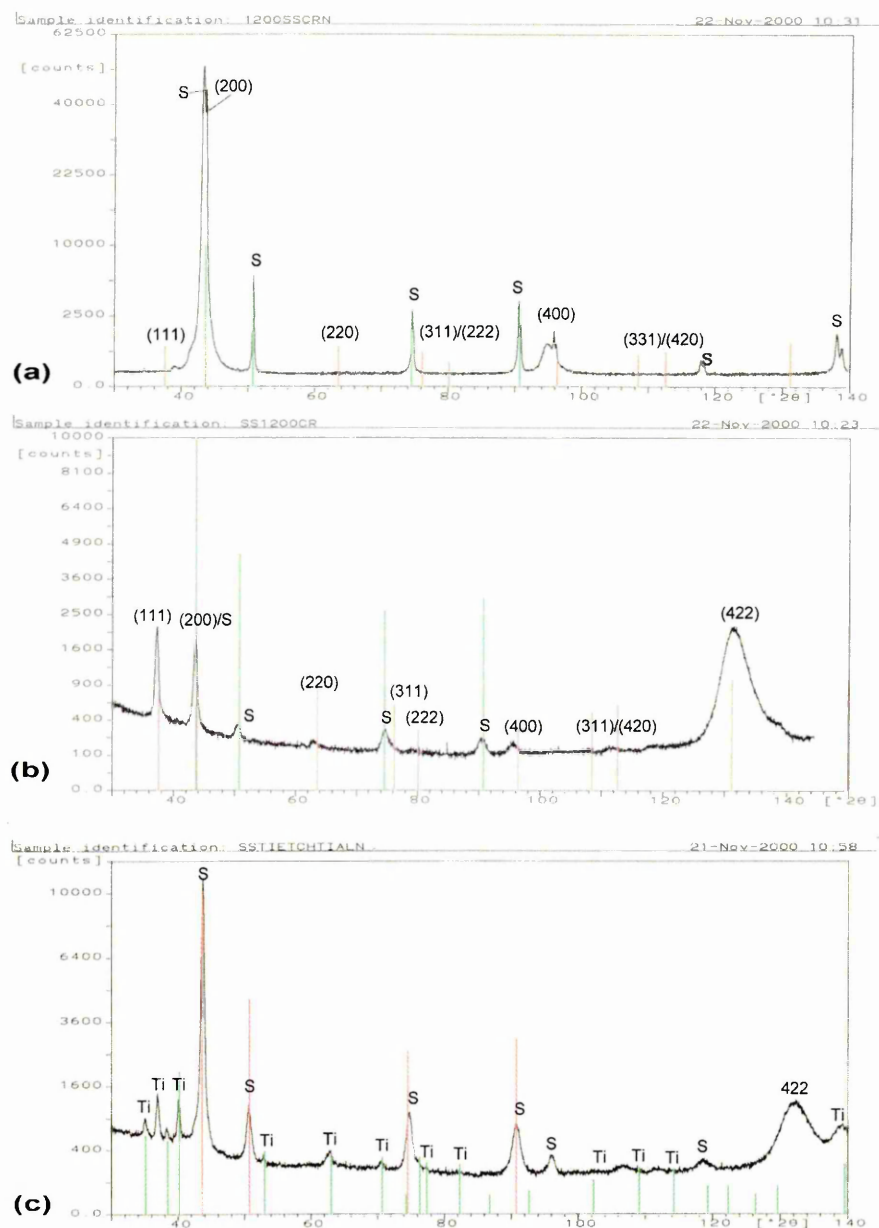 Sample identification: 1200SSCRN 22-Nov-2000 10:31
62500
[counts]
S (200)
40000
22500
10000
S S S
2500
(111) (220) (311)/(222) (400) (331)/(420) S S
(a)
0.0
40 60 80 100 120 140
[°2θ]
Sample identification: SS1200CR 22-Nov-2000 10:23
10000
[counts]
8100
6400
4900
3600
2500
(111) (200)/S (422)
1600
900
(220) (311)
400
S S (222) S (400) (311)/(420)
100
(b)
0.0
40 60 80 100 120 140 [°2θ]
Sample identification: SSTIETCHTIALN 21-Nov-2000 10:58
[counts]
S
10000
6400
3600
1600
Ti Ti Ti S S S 422
400
Ti Ti Ti Ti Ti Ti Ti Ti S Ti
(c)
0.0
40 60 80 100 120 140
[°2θ]